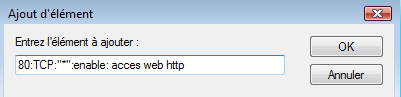 Ajout d'élément
Entrez l'élément à ajouter :
OK
80:TCP:"*":enable: acces web http
Annuler